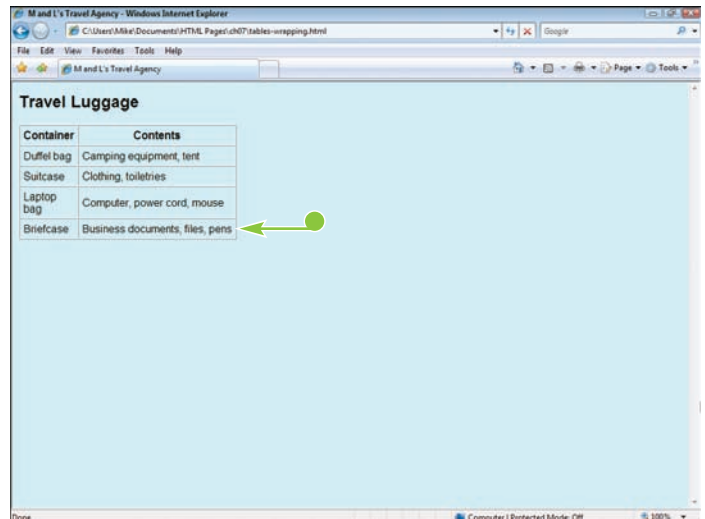 M and L's Travel Agency - Windows Internet Explorer
C:\Users\Mike\Documents\HTML Pages\ch07\tables-wrapping.html
Google
File Edit View Favorites Tools Help
M and L's Travel Agency
Page Tools
Travel Luggage
Container Contents
Duffel bag Camping equipment, tent
Suitcase Clothing, toiletries
Laptop
bag
Computer, power cord, mouse
Briefcase Business documents, files, pens
Done
Computer | Protected Mode: Off
100%